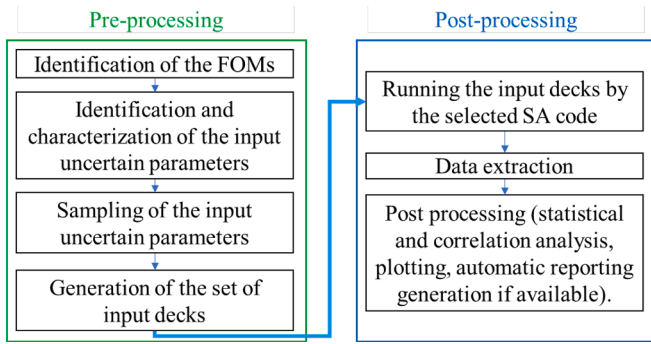 Pre-processing
Identification of the FOMs
Identification and
characterization of the input
uncertain parameters
Sampling of the input
uncertain parameters
Generation of the set of
input decks
Post-processing
Running the input decks by
the selected SA code
Data extraction
Post processing (statistical
and correlation analysis,
plotting, automatic reporting
generation if available).